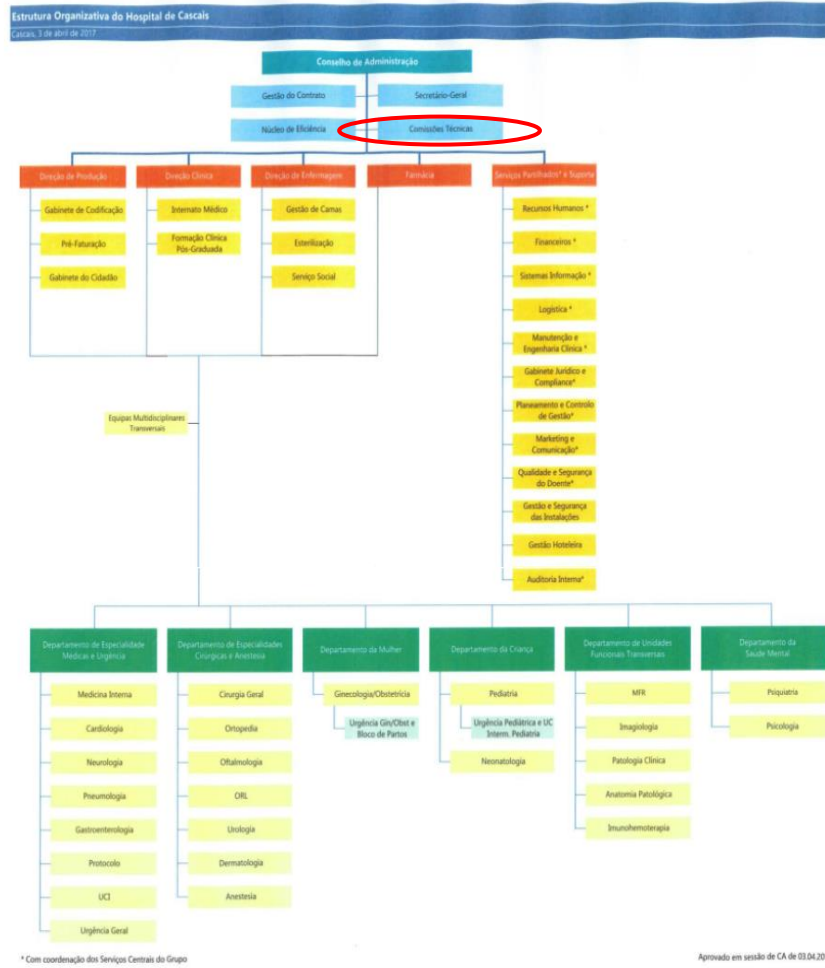 Estrutura Organizativa do Hospital de Cascais
Cascais, 3 de abril de 2017
Conselho de Administração
Gestão do Contrato
Secretário-Geral
Núcleo de Eficiência
Comissões Técnicas
Direção de Produção
Direção Clínica
Direção de Enfermagem
Farmácia
Serviços Partilhados* e Suporte
Gabinete de Codificação
Internato Médico
Gestão de Camas
Recursos Humanos *
Pré-Faturação
Formação Clínica
Pós-Graduada
Esterilização
Financeiros *
Gabinete do Cidadão
Serviço Social
Sistemas Informação *
Logística *
Manutenção e
Engenharia Clínica *
Gabinete Jurídico e
Compliance*
Planeamento e Controlo
de Gestão*
Equipas Multidisciplinares
Transversais
Marketing e
Comunicação*
Qualidade e Segurança
do Doente*
Gestão e Segurança
das Instalações
Gestão Hoteleira
Auditoria Interna*
Departamento de Especialidade
Médicas e Urgência
Departamento de Especialidades
Cirúrgicas e Anestesia
Departamento da Mulher
Departamento da Criança
Departamento de Unidades
Funcionais Transversais
Departamento da
Saúde Mental
Medicina Interna
Cirurgia Geral
Ginecologia/Obstetrícia
Pediatria
MFR
Psiquiatria
Cardiologia
Ortopedia
Urgência Gin/Obst e
Bloco de Partos
Urgência Pediátrica e UC
Interm. Pediatria
Imagiologia
Psicologia
Neurologia
Oftalmologia
Neonatologia
Patologia Clínica
Pneumologia
ORL
Anatomia Patológica
Gastroenterologia
Urologia
Imunohemoterapia
Protocolo
Dermatologia
UCI
Anestesia
Urgência Geral
* Com coordenação dos Serviços Centrais do Grupo
Aprovado em sessão de CA de 03.04.20